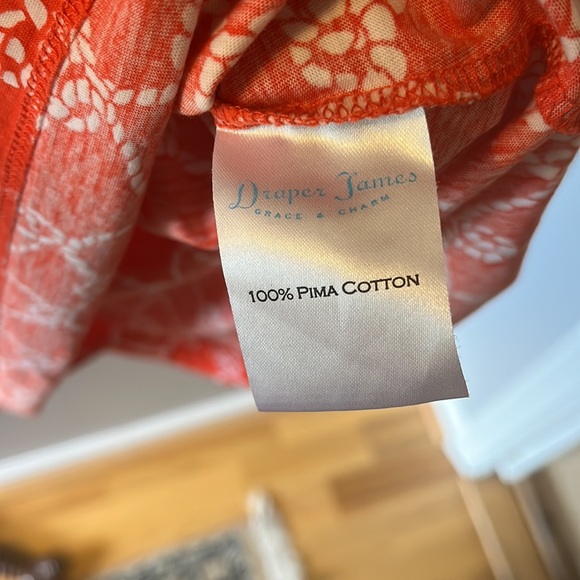 Draper James
GRACE & CHARM
100% PIMA COTTON